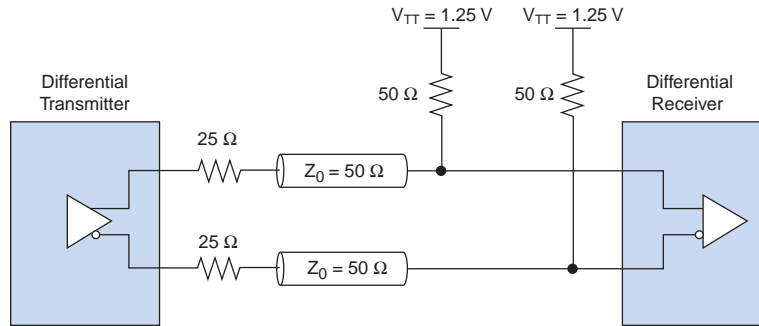 V_TT = 1.25 V V_TT = 1.25 V
Differential
Transmitter
Differential
Receiver
50 Ω 50 Ω
25 Ω
Z_0 = 50 Ω
25 Ω
Z_0 = 50 Ω